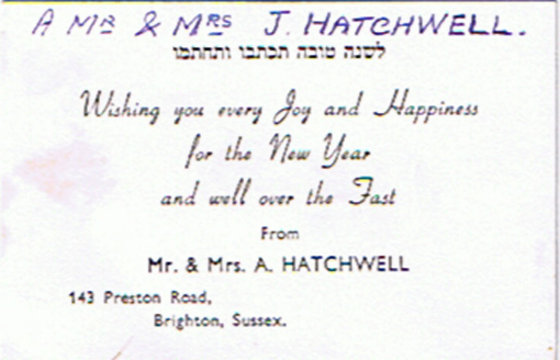 A MR & MRS J. HATCHWELL.
לשנה טובה תכתבו ותחתמו
Wishing you every Joy and Happiness
for the New Year
and well over the Fast
From
Mr. & Mrs. A. HATCHWELL
143 Preston Road,
Brighton, Sussex.